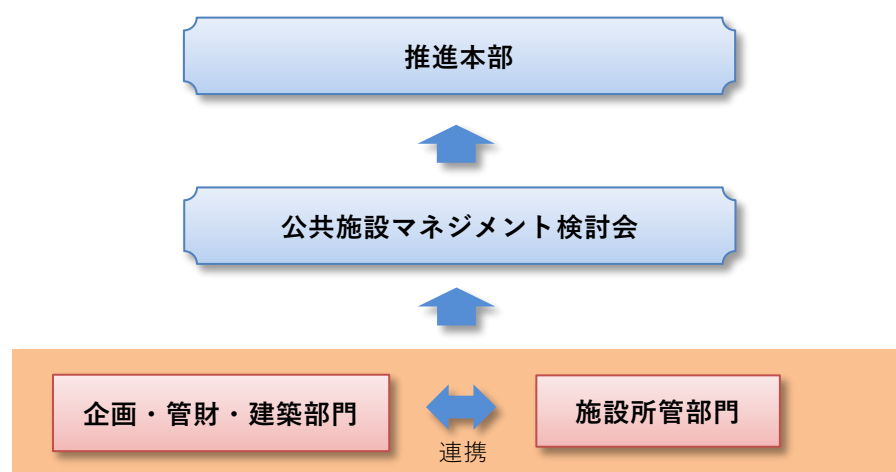 推進本部
公共施設マネジメント検討会
企画・管財・建築部門
施設所管部門
連携